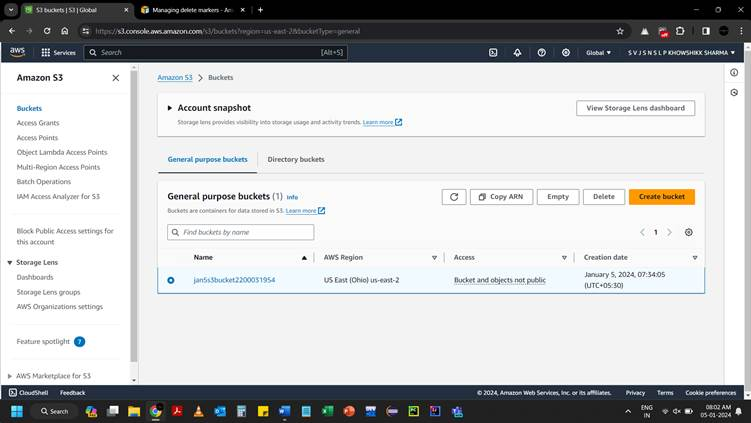 S3 buckets | S3 | Global
Managing delete markers - Am
https://s3.console.aws.amazon.com/s3/buckets?region=us-east-2&bucketType=general
aws
Services
Search
[Alt+S]
Global
S V J S N S L P KHOWSHIKK SHARMA
Amazon S3
Buckets
Access Grants
Access Points
Object Lambda Access Points
Multi-Region Access Points
Batch Operations
IAM Access Analyzer for S3
Block Public Access settings for
this account
Storage Lens
Dashboards
Storage Lens groups
AWS Organizations settings
Feature spotlight 7
AWS Marketplace for S3
Amazon S3 > Buckets
Account snapshot
View Storage Lens dashboard
Storage lens provides visibility into storage usage and activity trends. Learn more
General purpose buckets
Directory buckets
General purpose buckets (1) Info
Copy ARN
Empty
Delete
Create bucket
Buckets are containers for data stored in S3. Learn more
Find buckets by name
1
Name
AWS Region
Access
Creation date
jan5s3bucket2200031954
US East (Ohio) us-east-2
Bucket and objects not public
January 5, 2024, 07:34:05
(UTC+05:30)
CloudShell
Feedback
© 2024, Amazon Web Services, Inc. or its affiliates.
Privacy
Terms
Cookie preferences
Search
ENG
IN
08:02 AM
05-01-2024